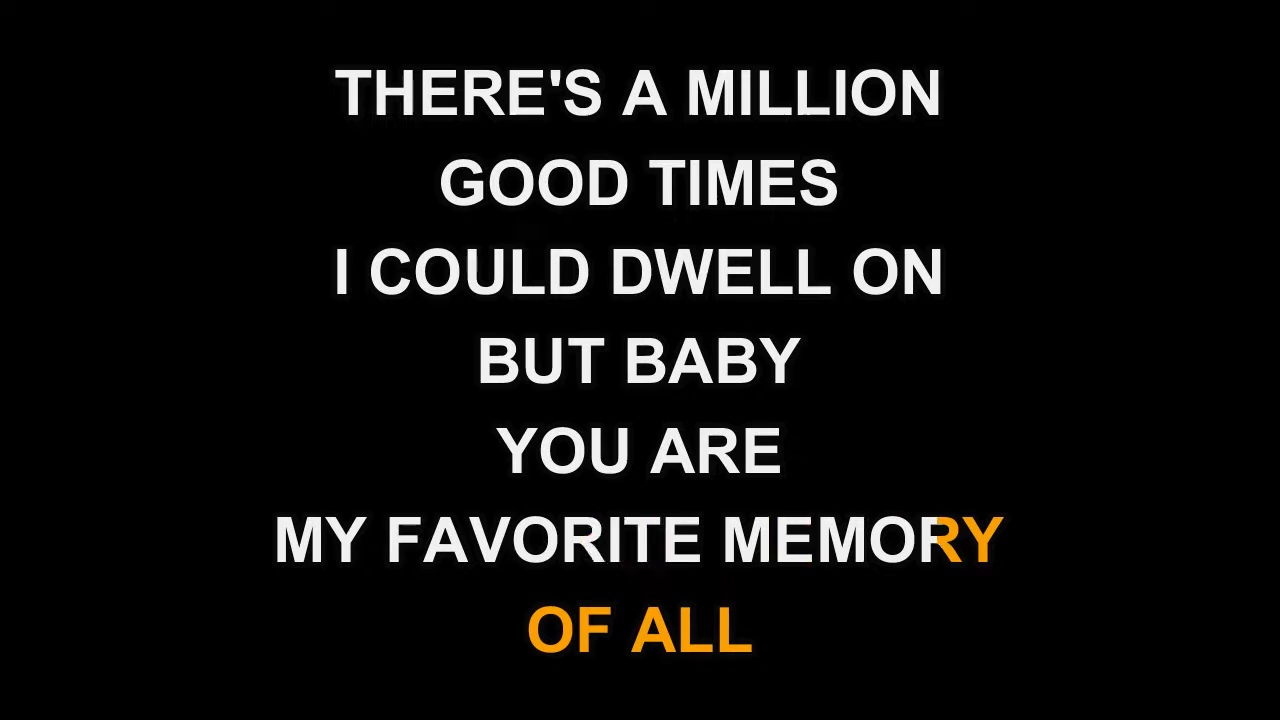 THERE'S A MILLION
GOOD TIMES
I COULD DWELL ON
BUT BABY
YOU ARE
MY FAVORITE MEMORY
OF ALL